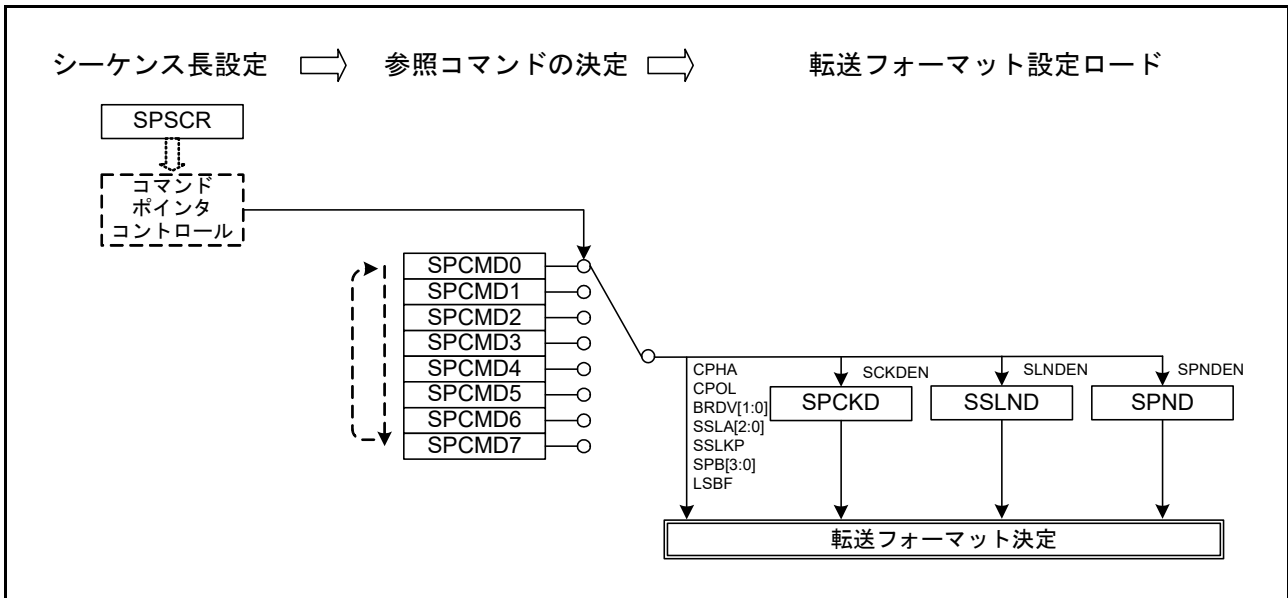 シーケンス長設定
参照コマンドの決定
転送フォーマット設定ロード
SPSCR
コマンド
ポインタ
コントロール
SPCMD0
SPCMD1
SPCMD2
SPCMD3
SPCMD4
SPCMD5
SPCMD6
SPCMD7
CPHA
CPOL
BRDV[1:0]
SSLA[2:0]
SSLKP
SPB[3:0]
LSBF
SCKDEN
SPCKD
SLNDEN
SSLND
SPNDEN
SPND
転送フォーマット決定